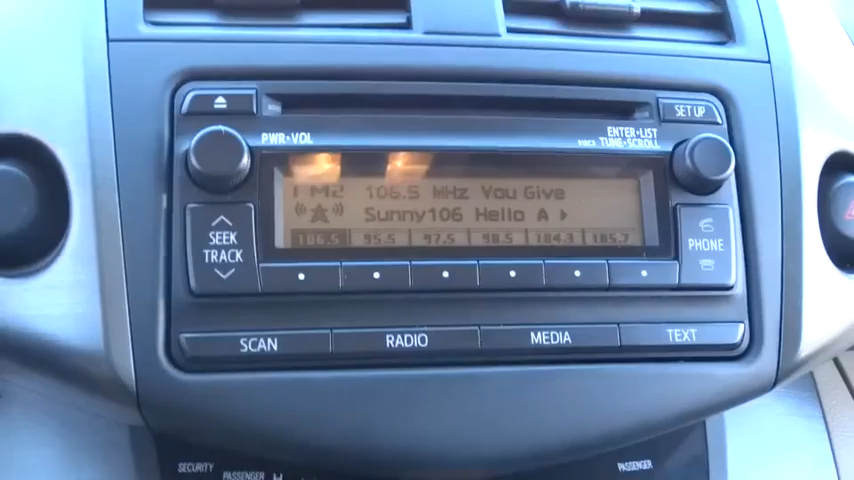 SET UP
PWR•VOL
ENTER•LIST
TUNE•SCROLL
FM2 106.5 MHz You Give
Sunny106 Hello A
106.5 95.5 97.5 98.5 104.3 105.7
SEEK
TRACK
PHONE
SCAN RADIO MEDIA TEXT
SECURITY
PASSENGER
PASSENGER